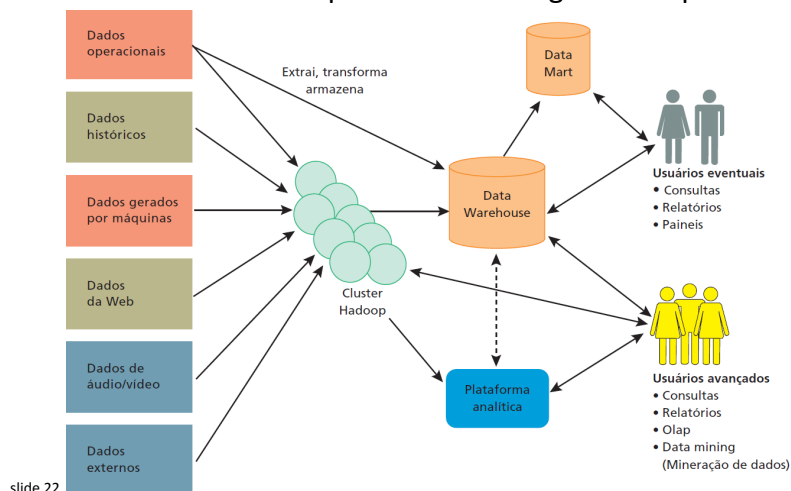 Dados
operacionais
Extrai, transforma
armazena
Data
Mart
Dados
históricos
Usuários eventuais
• Consultas
• Relatórios
• Paineis
Dados gerados
por máquinas
Data
Warehouse
Dados
da Web
Cluster
Hadoop
Dados de
áudio/vídeo
Plataforma
analítica
Usuários avançados
• Consultas
• Relatórios
• Olap
• Data mining
(Mineração de dados)
Dados
externos
slide 22